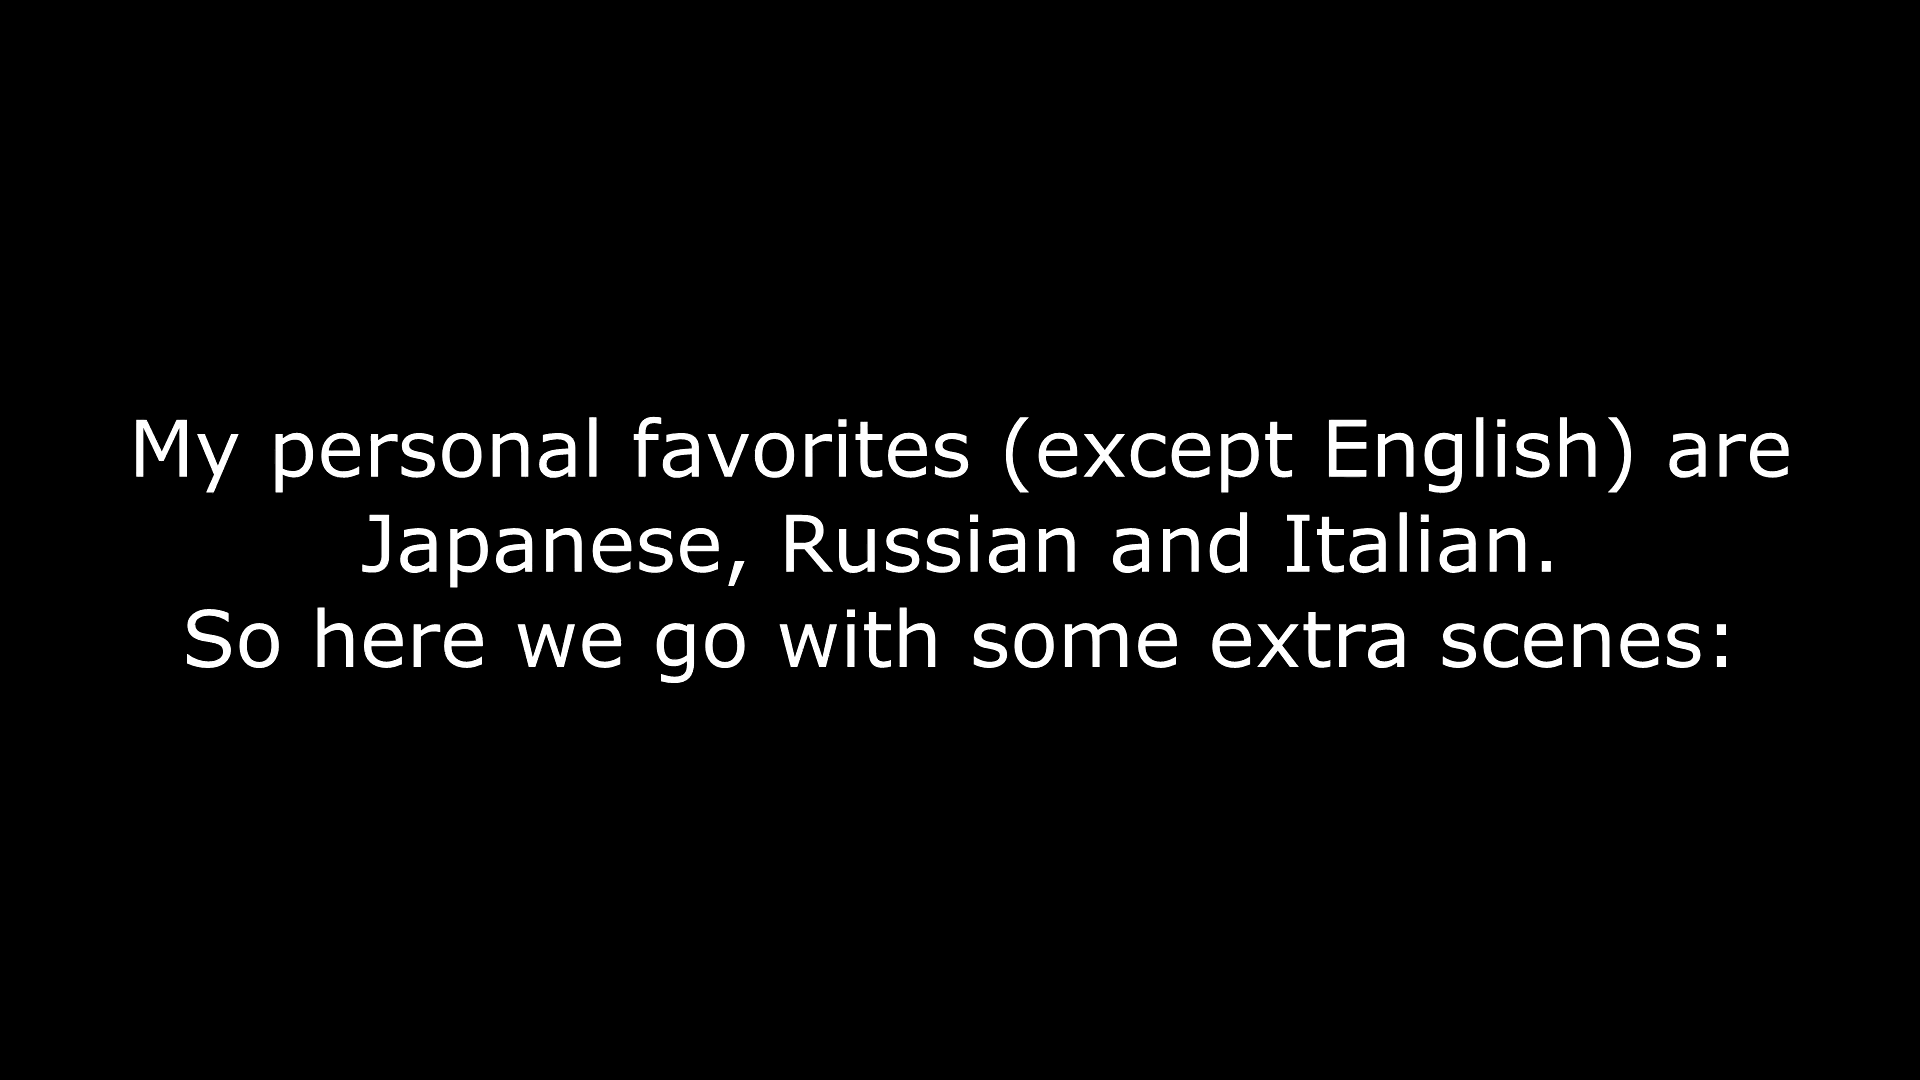 My personal favorites (except English) are
Japanese, Russian and Italian.
So here we go with some extra scenes: